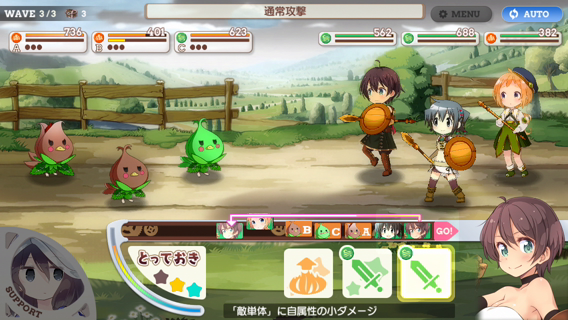 WAVE 3/3 3
通常攻撃
MENU
AUTO
736
A
401
B
623
C
562
688
382
B C A GO!
とっておき
SUPPORT
「敵単体」に自属性の小ダメージ